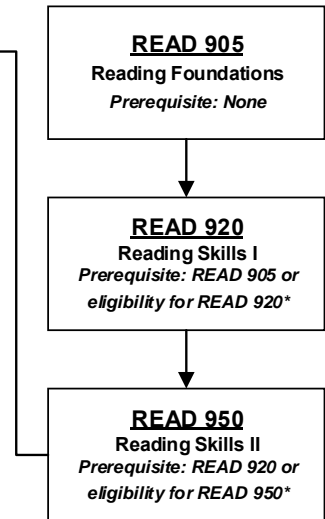 READ 905
Reading Foundations
Prerequisite: None
READ 920
Reading Skills I
Prerequisite: READ 905 or
eligibility for READ 920*
READ 950
Reading Skills II
Prerequisite: READ 920 or
eligibility for READ 950*